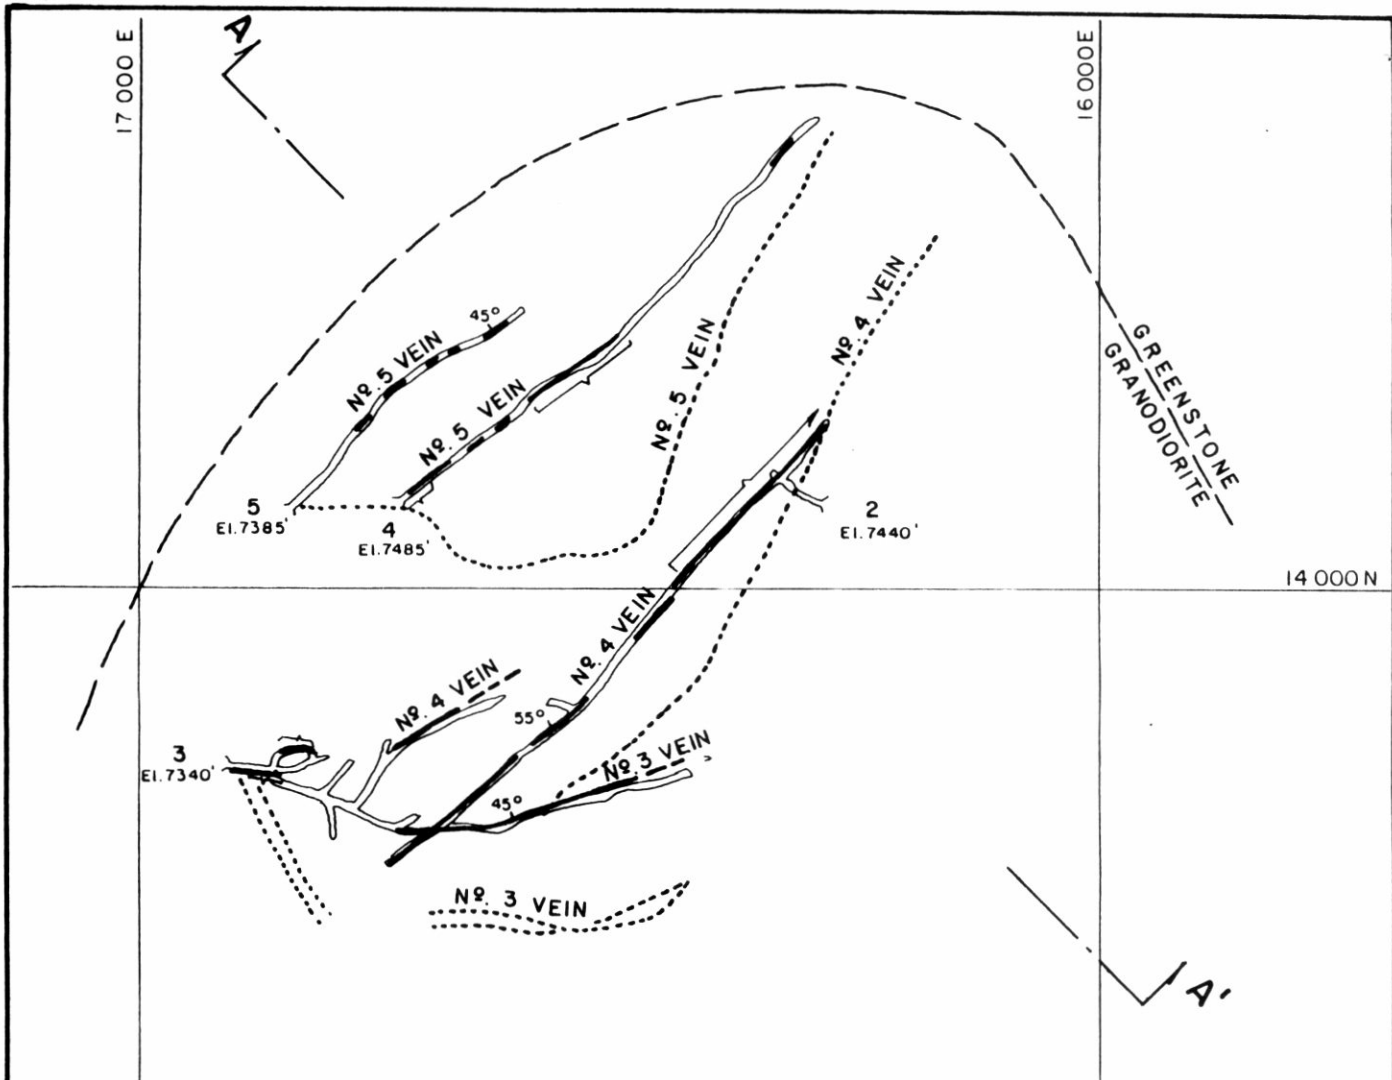 A
17 000 E
16 000E
GREENSTONE
GRANODIORITE
45°
Nº. 5 VEIN
Nº. 5 VEIN
Nº. 5 VEIN
Nº. 4 VEIN
5
El. 7385'
4
El. 7485'
2
El. 7440'
14 000 N
Nº. 4 VEIN
Nº. 4 VEIN
55°
3
El. 7340'
Nº. 3 VEIN
45°
Nº. 3 VEIN
A'